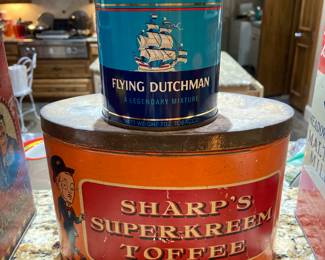 FLYING DUTCHMAN
A LEGENDARY MIXTURE
SHARP'S
SUPER-KREEM
TOFFEE